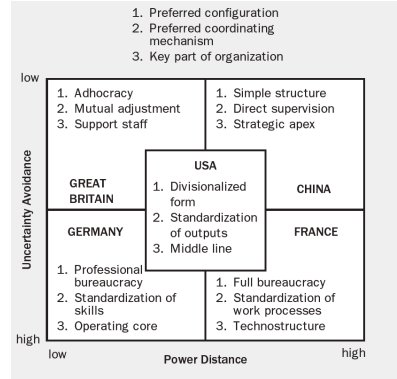 1. Preferred configuration
2. Preferred coordinating
mechanism
3. Key part of organization
low
1. Adhocracy
2. Mutual adjustment
3. Support staff
GREAT
BRITAIN
1. Simple structure
2. Direct supervision
3. Strategic apex
CHINA
USA
1. Divisionalized
form
2. Standardization
of outputs
3. Middle line
GERMANY
1. Professional
bureaucracy
2. Standardization of
skills
3. Operating core
FRANCE
1. Full bureaucracy
2. Standardization of
work processes
3. Technostructure
Uncertainty Avoidance
high
low
Power Distance
high